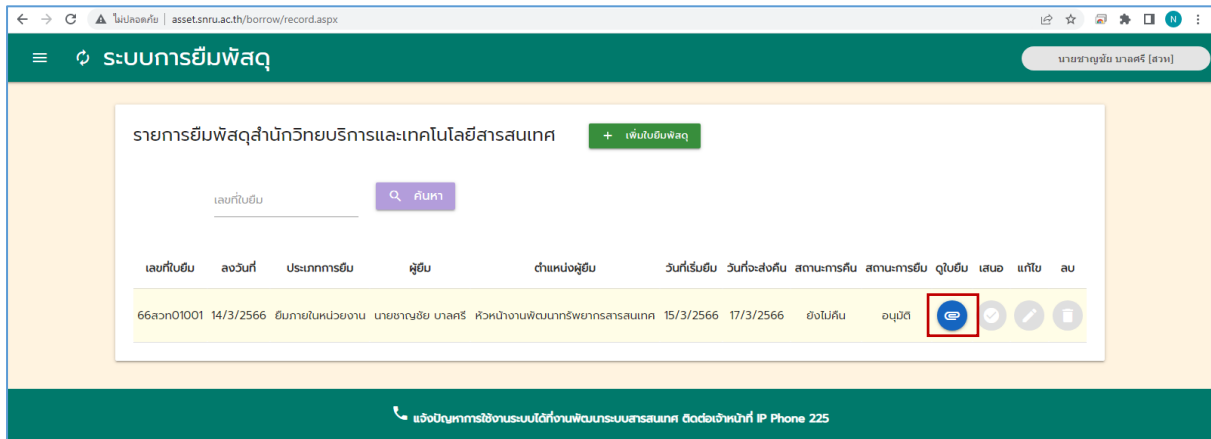 ไม่ปลอดภัย | asset.snru.ac.th/borrow/record.aspx
N
ระบบการยืมพัสดุ
นายชาญชัย บาลศรี [สวท]
รายการยืมพัสดุสำนักวิทยบริการและเทคโนโลยีสารสนเทศ
+ เพิ่มใบยืมพัสดุ
เลขที่ใบยืม
ค้นหา
เลขที่ใบยืม ลงวันที่ ประเภทการยืม ผู้ยืม ตำแหน่งผู้ยืม วันที่เริ่มยืม วันที่จะส่งคืน สถานะการคืน สถานะการยืม ดูใบยืม เสนอ แก้ไข ลบ
66สวท01001 14/3/2566 ยืมภายในหน่วยงาน นายชาญชัย บาลศรี หัวหน้างานพัฒนาทรัพยากรสารสนเทศ 15/3/2566 17/3/2566 ยังไม่คืน อนุมัติ
แจ้งปัญหาการใช้งานระบบได้ที่งานพัฒนาระบบสารสนเทศ ติดต่อเจ้าหน้าที่ IP Phone 225